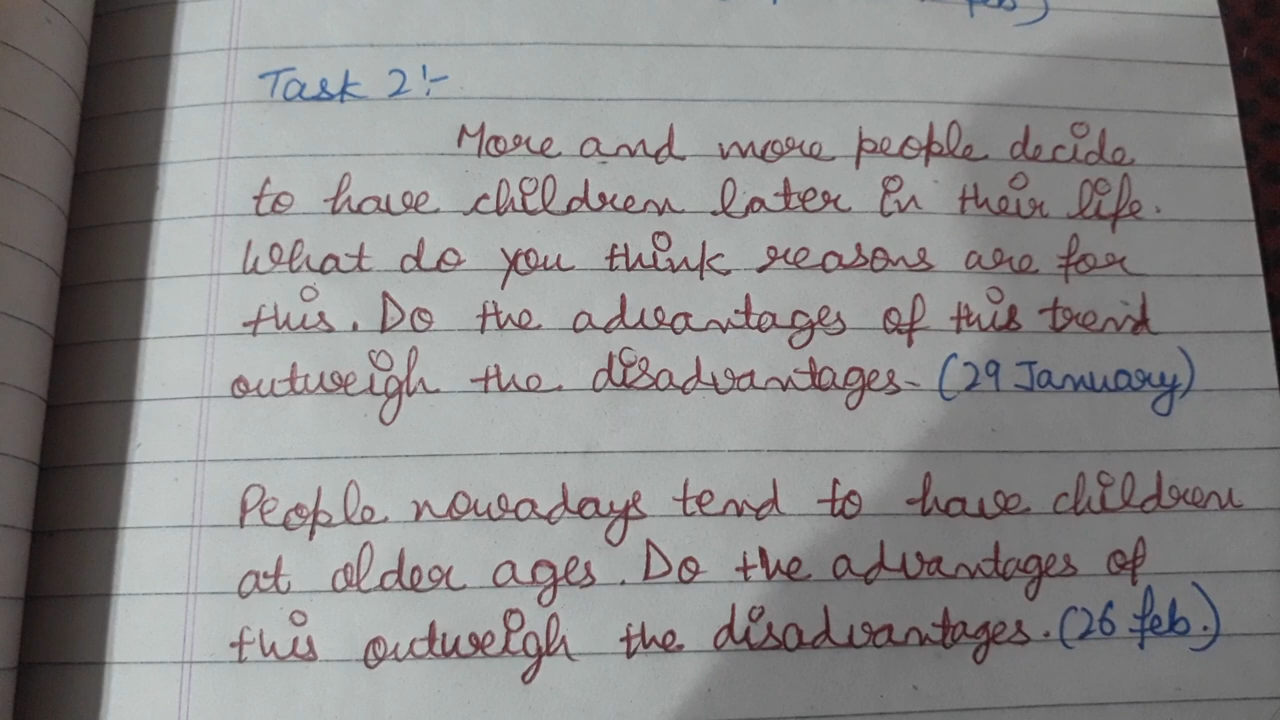 Task 2:-
More and more people decide
to have children later in their life.
What do you think reasons are for
this. Do the advantages of this trend
outweigh the disadvantages- (29 January)
People nowadays tend to have children
at older ages. Do the advantages of
this outweigh the disadvantages. (26 feb.)